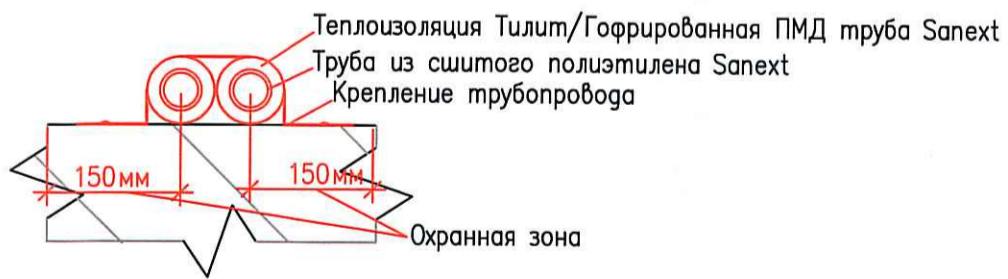 Теплоизоляция Тилит/Гофрированная ПМД труба Sanext
Труба из сшитого полиэтилена Sanext
Крепление трубопровода
150мм
150мм
Охранная зона